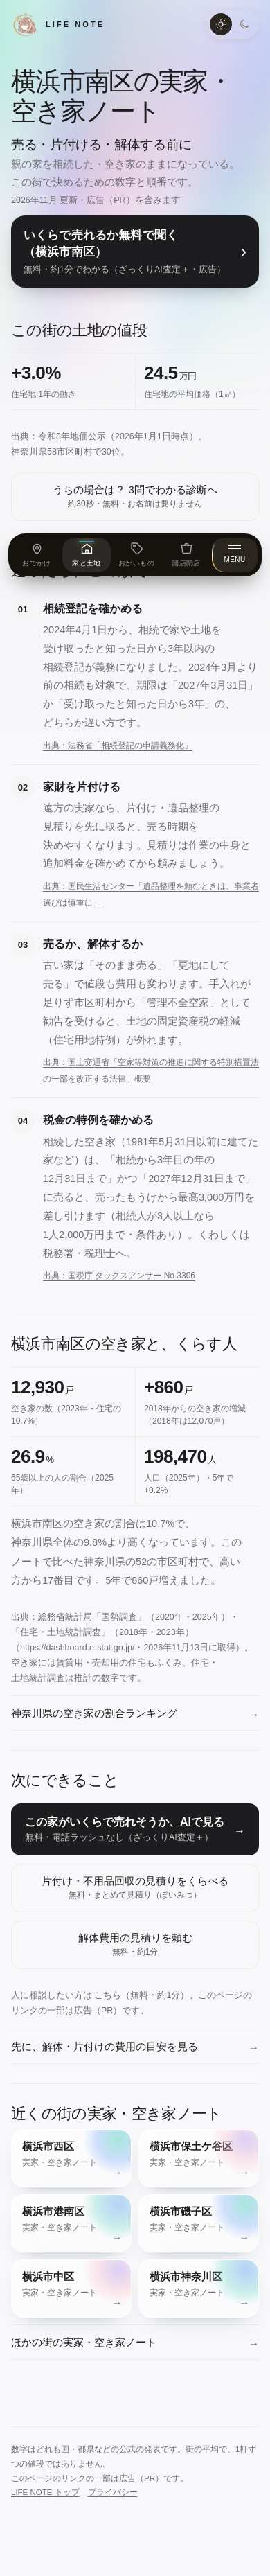 LIFE NOTE
横浜市南区の実家・
空き家ノート
売る・片付ける・解体する前に
親の家を相続した・空き家のままになっている。
この街で決めるための数字と順番です。
2026年11月 更新・広告（PR）を含みます
いくらで売れるか無料で聞く
（横浜市南区）
無料・約1分でわかる（ざっくりAI査定＋・広告）
›
この街の土地の値段
+3.0%
住宅地 1年の動き
24.5万円
住宅地の平均価格（1㎡）
出典：令和8年地価公示（2026年1月1日時点）。
神奈川県58市区町村で30位。
うちの場合は？ 3問でわかる診断へ
約30秒・無料・お名前は要りません
おでかけ
家と土地
おかいもの
開店閉店
MENU
01
相続登記を確かめる
2024年4月1日から、相続で家や土地を
受け取ったと知った日から3年以内の
相続登記が義務になりました。2024年3月より
前の相続も対象で、期限は「2027年3月31日」
か「受け取ったと知った日から3年」の、
どちらか遅い方です。
出典：法務省「相続登記の申請義務化」
02
家財を片付ける
遠方の実家なら、片付け・遺品整理の
見積りを先に取ると、売る時期を
決めやすくなります。見積りは作業の中身と
追加料金を確かめてから頼みましょう。
出典：国民生活センター「遺品整理を頼むときは、事業者
選びは慎重に」
03
売るか、解体するか
古い家は「そのまま売る」「更地にして
売る」で値段も費用も変わります。手入れが
足りず市区町村から「管理不全空家」として
勧告を受けると、土地の固定資産税の軽減
（住宅用地特例）が外れます。
出典：国土交通省「空家等対策の推進に関する特別措置法
の一部を改正する法律」概要
04
税金の特例を確かめる
相続した空き家（1981年5月31日以前に建てた
家など）は、「相続から3年目の年の
12月31日まで」かつ「2027年12月31日まで」
に売ると、売ったもうけから最高3,000万円を
差し引けます（相続人が3人以上なら
1人2,000万円まで・条件あり）。くわしくは
税務署・税理士へ。
出典：国税庁 タックスアンサー No.3306
横浜市南区の空き家と、くらす人
12,930戸
空き家の数（2023年・住宅の
10.7%）
+860戸
2018年からの空き家の増減
（2018年は12,070戸）
26.9%
65歳以上の人の割合（2025
年）
198,470人
人口（2025年）・5年で
+0.2%
横浜市南区の空き家の割合は10.7%で、
神奈川県全体の9.8%より高くなっています。この
ノートで比べた神奈川県の52の市区町村で、高い
方から17番目です。5年で860戸増えました。
出典：総務省統計局「国勢調査」（2020年・2025年）・
「住宅・土地統計調査」（2018年・2023年）
（https://dashboard.e-stat.go.jp/・2026年11月13日に取得）。
空き家には賃貸用・売却用の住宅もふくみ、住宅・
土地統計調査は推計の数字です。
神奈川県の空き家の割合ランキング
→
次にできること
この家がいくらで売れそうか、AIで見る
無料・電話ラッシュなし（ざっくりAI査定＋）
→
片付け・不用品回収の見積りをくらべる
無料・まとめて見積り（ぽいみつ）
解体費用の見積りを頼む
無料・約1分
人に相談したい方は こちら（無料・約1分）。このページの
リンクの一部は広告（PR）です。
先に、解体・片付けの費用の目安を見る
→
近くの街の実家・空き家ノート
横浜市西区
実家・空き家ノート
→
横浜市保土ケ谷区
実家・空き家ノート
→
横浜市港南区
実家・空き家ノート
→
横浜市磯子区
実家・空き家ノート
→
横浜市中区
実家・空き家ノート
→
横浜市神奈川区
実家・空き家ノート
→
ほかの街の実家・空き家ノート
→
数字はどれも国・都県などの公式の発表です。街の平均で、1軒ず
つの値段ではありません。
このページのリンクの一部は広告（PR）です。
LIFE NOTE トップ プライバシー